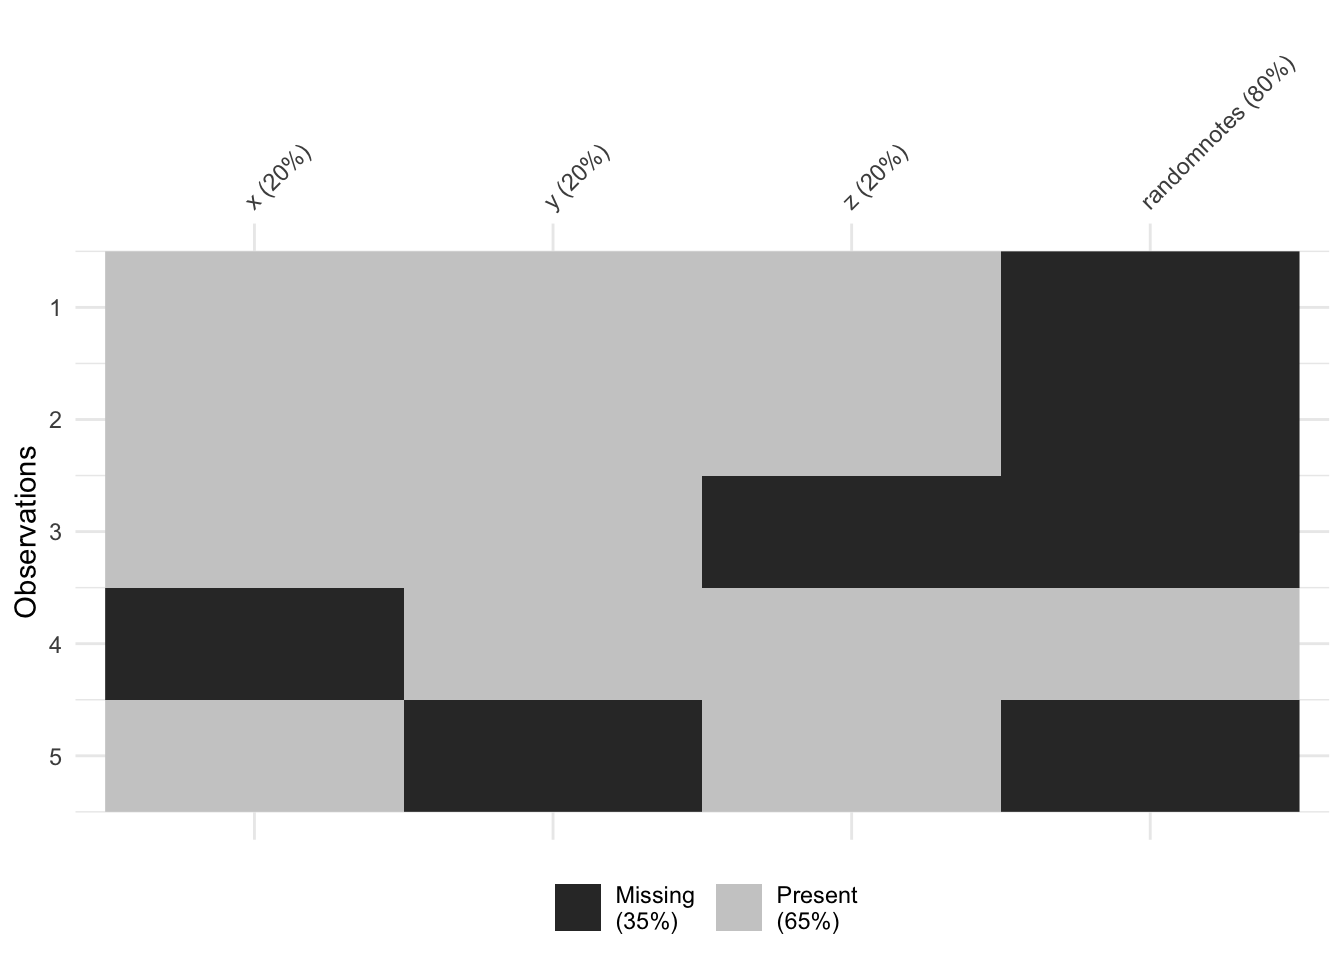 x (20%)
y (20%)
z (20%)
randomnotes (80%)
Observations
1
2
3
4
5
Missing
(35%)
Present
(65%)